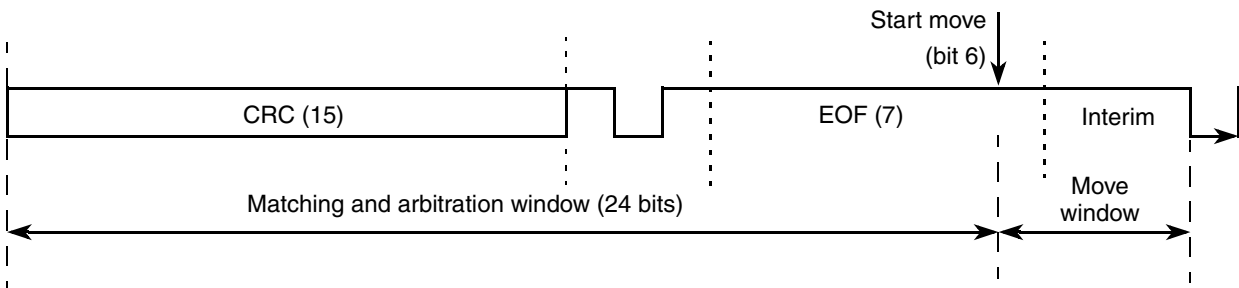 Start move
(bit 6)
CRC (15)
EOF (7)
Interim
Matching and arbitration window (24 bits)
Move
window